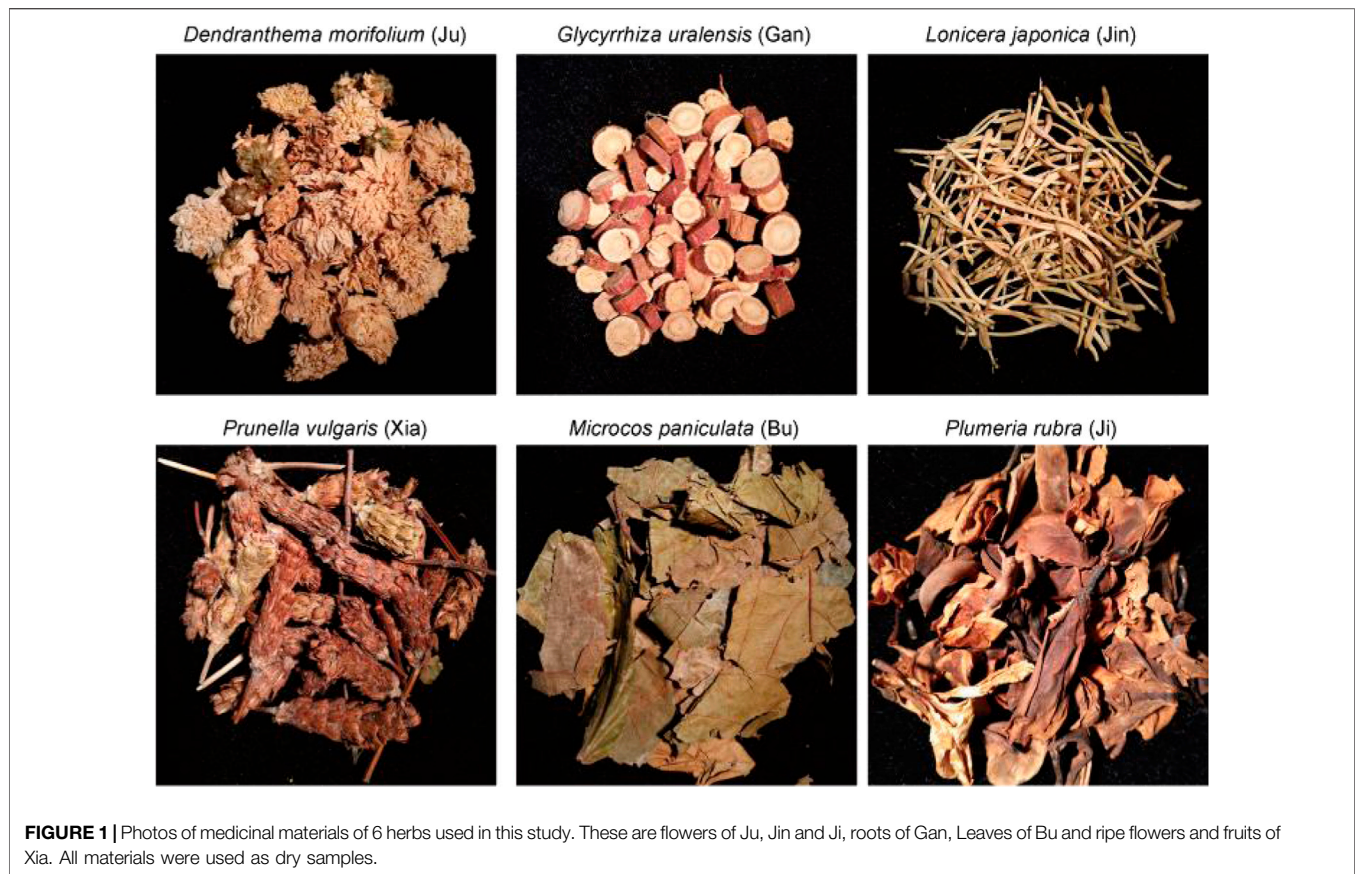 Dendranthema morifolium (Ju)
Glycyrrhiza uralensis (Gan)
Lonicera japonica (Jin)
Prunella vulgaris (Xia)
Microcos paniculata (Bu)
Plumeria rubra (Ji)
FIGURE 1 | Photos of medicinal materials of 6 herbs used in this study. These are flowers of Ju, Jin and Ji, roots of Gan, Leaves of Bu and ripe flowers and fruits of
Xia. All materials were used as dry samples.